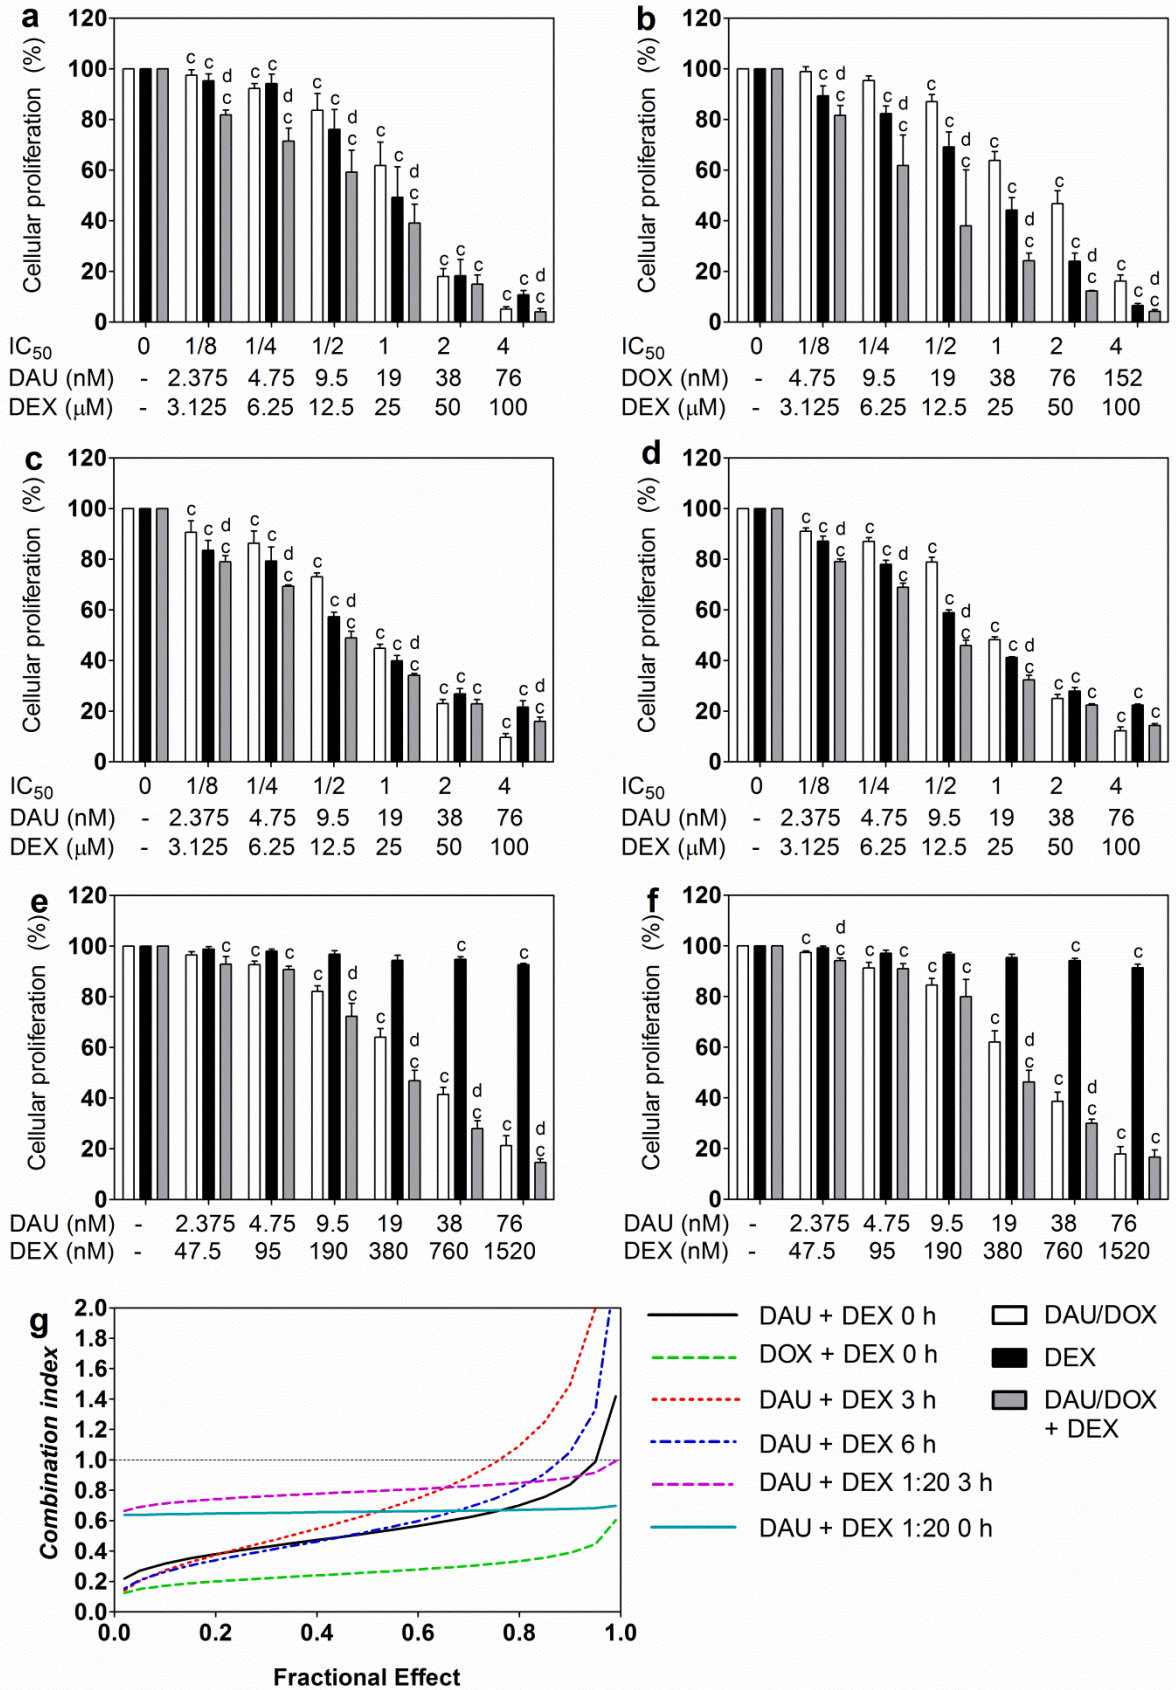 a
b
120
100
80
60
40
20
0
Cellular proliferation (%)
c c d c
c c d c
c c d c
c c d c
c c c
c c d c
IC50 0 1/8 1/4 1/2 1 2 4
DAU (nM) - 2.375 4.75 9.5 19 38 76
DEX (μM) - 3.125 6.25 12.5 25 50 100
120
100
80
60
40
20
0
Cellular proliferation (%)
c d c
c d c
c c d c
c c d c
c c d c
c c d c
IC50 0 1/8 1/4 1/2 1 2 4
DOX (nM) - 4.75 9.5 19 38 76 152
DEX (μM) - 3.125 6.25 12.5 25 50 100
c
d
120
100
80
60
40
20
0
Cellular proliferation (%)
c c d c
c c d c
c c d c
c c d c
c c c
c c d c
IC50 0 1/8 1/4 1/2 1 2 4
DAU (nM) - 2.375 4.75 9.5 19 38 76
DEX (μM) - 3.125 6.25 12.5 25 50 100
120
100
80
60
40
20
0
Cellular proliferation (%)
c c d c
c c d c
c c d c
c c d c
c c c
c c c
IC50 0 1/8 1/4 1/2 1 2 4
DAU (nM) - 2.375 4.75 9.5 19 38 76
DEX (μM) - 3.125 6.25 12.5 25 50 100
e
f
120
100
80
60
40
20
0
Cellular proliferation (%)
c
c c
c d c
c d c
c c d c
c c d c
DAU (nM) - 2.375 4.75 9.5 19 38 76
DEX (nM) - 47.5 95 190 380 760 1520
120
100
80
60
40
20
0
Cellular proliferation (%)
c d c
c c
c c
c d c
c c d c
c c c
DAU (nM) - 2.375 4.75 9.5 19 38 76
DEX (nM) - 47.5 95 190 380 760 1520
g
2.0
1.8
1.6
1.4
1.2
1.0
0.8
0.6
0.4
0.2
0.0
Combination index
0.0 0.2 0.4 0.6 0.8 1.0
Fractional Effect
DAU + DEX 0 h
DOX + DEX 0 h
DAU + DEX 3 h
DAU + DEX 6 h
DAU + DEX 1:20 3 h
DAU + DEX 1:20 0 h
DAU/DOX
DEX
DAU/DOX
+ DEX